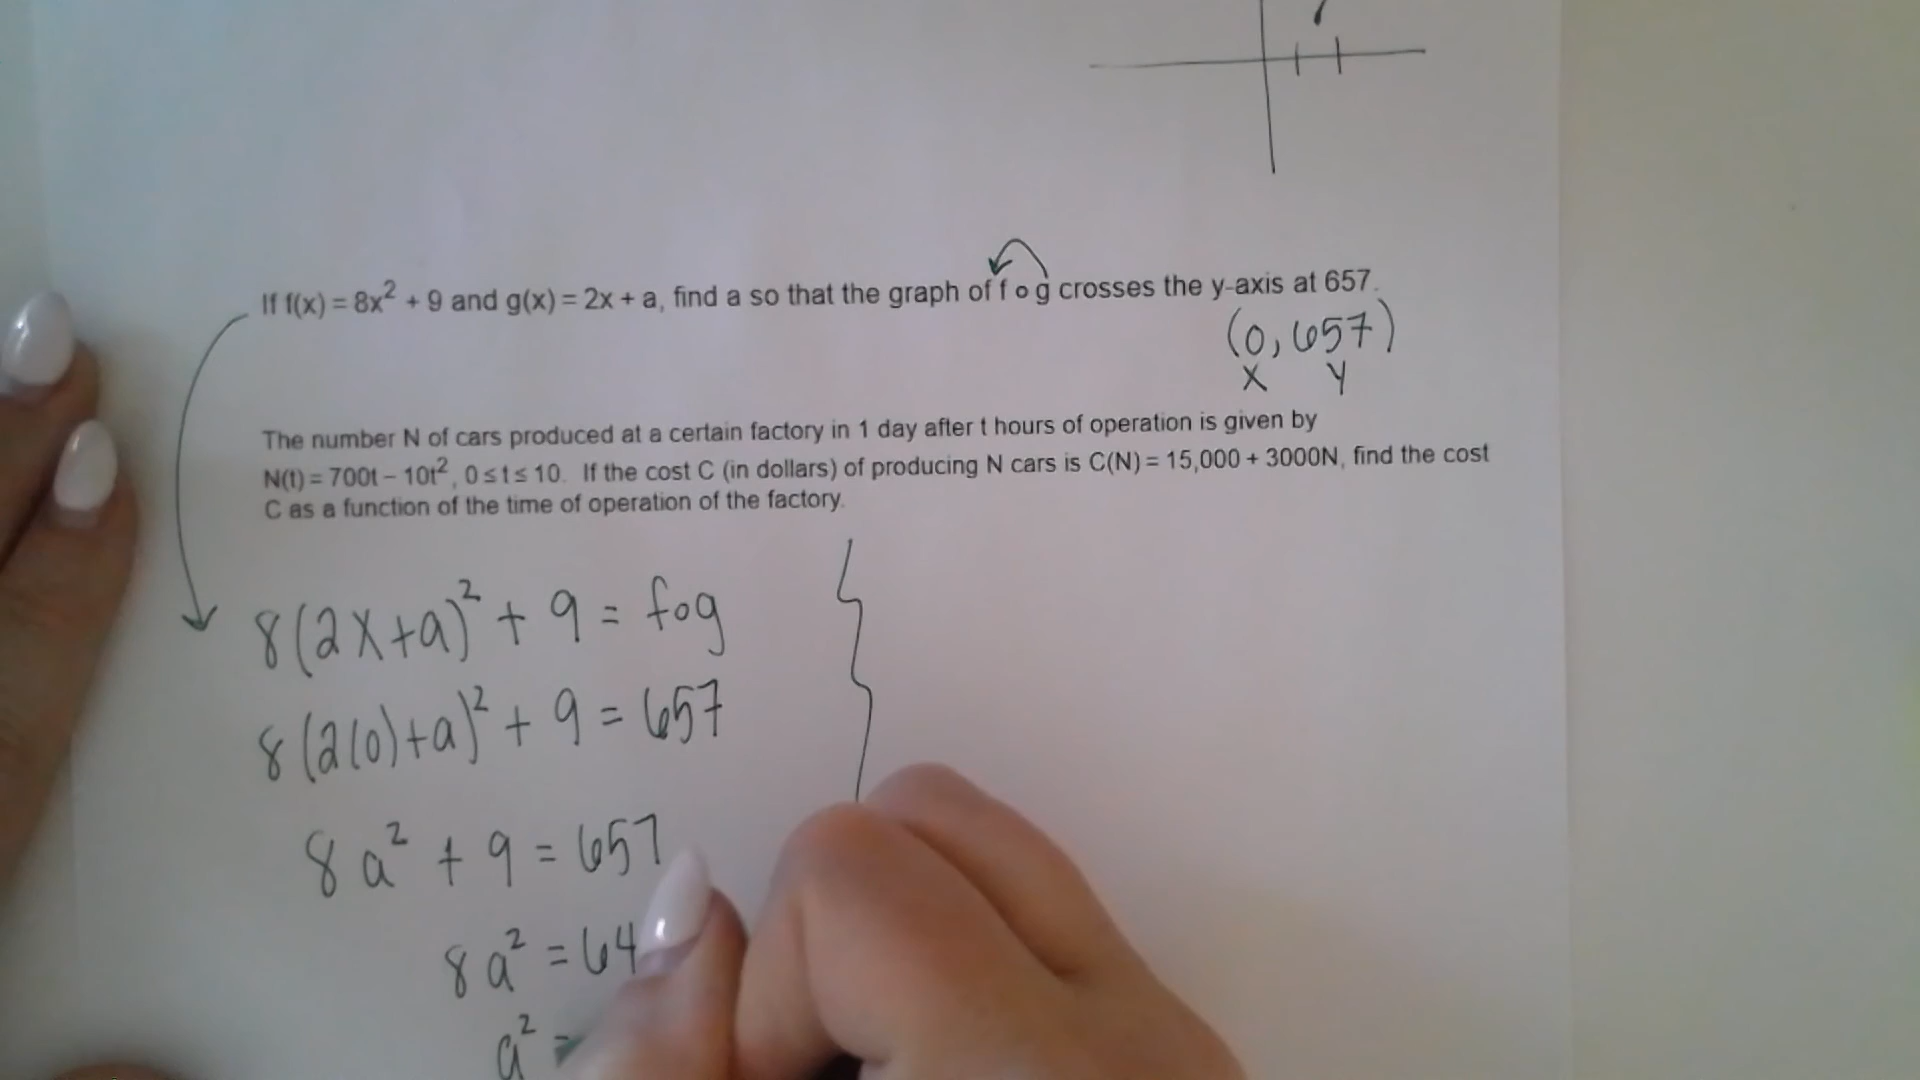 If f(x) = 8x² + 9 and g(x) = 2x + a, find a so that the graph of f o g crosses the y-axis at 657.
(0, 657)
X Y
The number N of cars produced at a certain factory in 1 day after t hours of operation is given by
N(t) = 700t – 10t², 0 ≤ t ≤ 10. If the cost C (in dollars) of producing N cars is C(N) = 15,000 + 3000N, find the cost
C as a function of the time of operation of the factory.
8(2x+a)² + 9 = fog
8(2(0)+a)² + 9 = 657
8a² + 9 = 657
8a² = 64
a² =